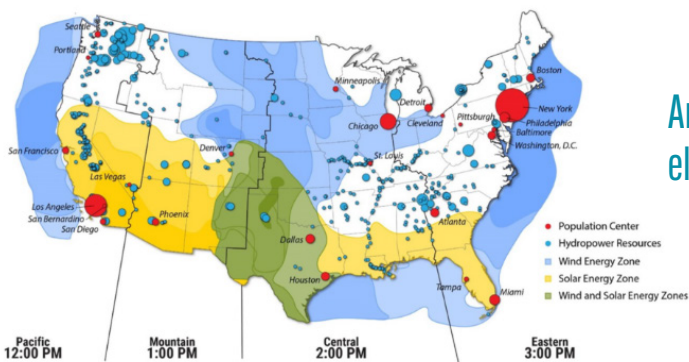 Seattle
Portland
Minneapolis
Boston
Detroit
New York
Chicago
Cleveland
Pittsburgh
Philadelphia
Baltimore
Washington, D.C.
San Francisco
Denver
St. Louis
Las Vegas
Los Angeles
San Bernardino
San Diego
Phoenix
Atlanta
Dallas
Houston
Tampa
Miami
Population Center
Hydropower Resources
Wind Energy Zone
Solar Energy Zone
Wind and Solar Energy Zones
Pacific
12:00 PM
Mountain
1:00 PM
Central
2:00 PM
Eastern
3:00 PM